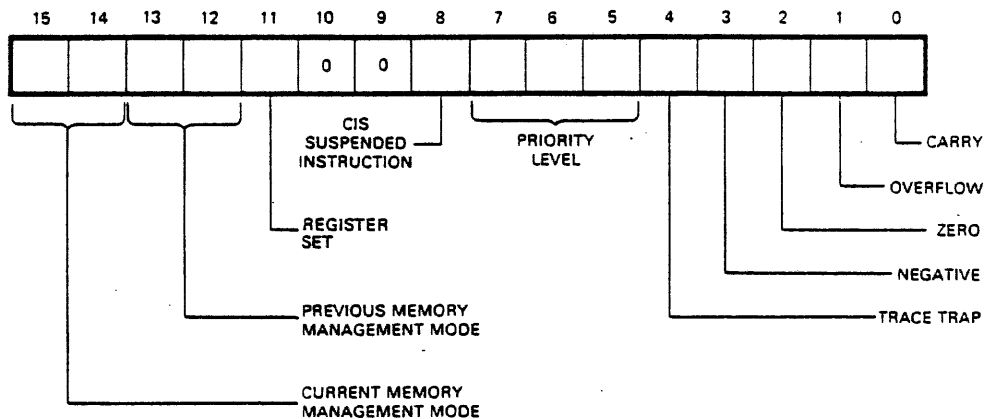 15 14 13 12 11 10 9 8 7 6 5 4 3 2 1 0
0 0
CIS
SUSPENDED
INSTRUCTION
PRIORITY
LEVEL
CARRY
OVERFLOW
REGISTER
SET
ZERO
NEGATIVE
PREVIOUS MEMORY
MANAGEMENT MODE
TRACE TRAP
CURRENT MEMORY
MANAGEMENT MODE